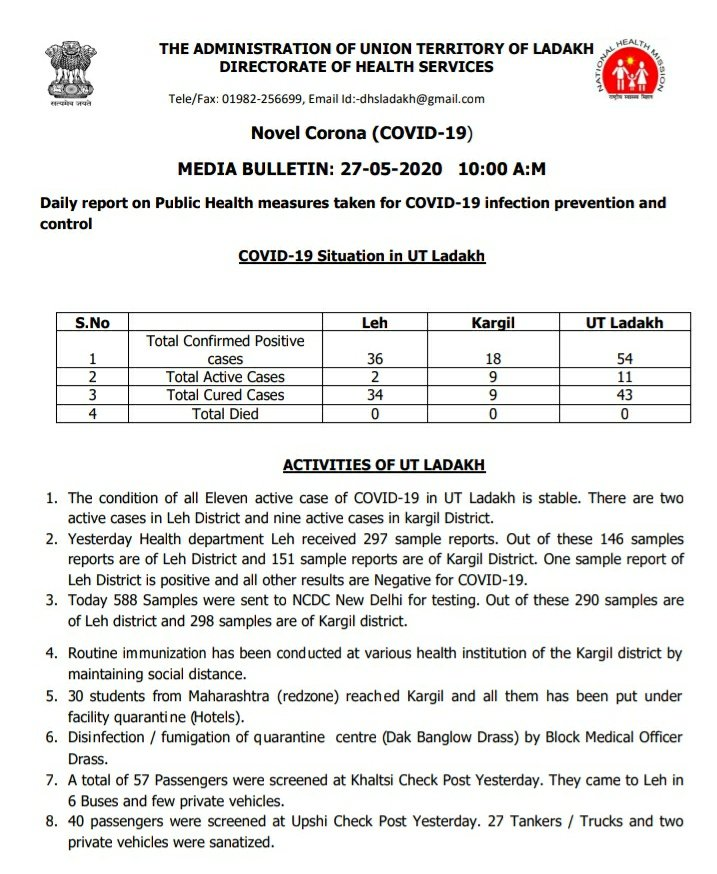 THE ADMINISTRATION OF UNION TERRITORY OF LADAKH
DIRECTORATE OF HEALTH SERVICES
सत्यमेव जयते
NATIONAL HEALTH MISSION
राष्ट्रीय स्वास्थ्य मिशन
Tele/Fax: 01982-256699, Email Id:-dhsladakh@gmail.com
Novel Corona (COVID-19)
MEDIA BULLETIN: 27-05-2020 10:00 A:M
Daily report on Public Health measures taken for COVID-19 infection prevention and
control
COVID-19 Situation in UT Ladakh
S.No Leh Kargil UT Ladakh
Total Confirmed Positive
1 cases 36 18 54
2 Total Active Cases 2 9 11
3 Total Cured Cases 34 9 43
4 Total Died 0 0 0
ACTIVITIES OF UT LADAKH
1. The condition of all Eleven active case of COVID-19 in UT Ladakh is stable. There are two
active cases in Leh District and nine active cases in kargil District.
2. Yesterday Health department Leh received 297 sample reports. Out of these 146 samples
reports are of Leh District and 151 sample reports are of Kargil District. One sample report of
Leh District is positive and all other results are Negative for COVID-19.
3. Today 588 Samples were sent to NCDC New Delhi for testing. Out of these 290 samples are
of Leh district and 298 samples are of Kargil district.
4. Routine immunization has been conducted at various health institution of the Kargil district by
maintaining social distance.
5. 30 students from Maharashtra (redzone) reached Kargil and all them has been put under
facility quarantine (Hotels).
6. Disinfection / fumigation of quarantine centre (Dak Banglow Drass) by Block Medical Officer
Drass.
7. A total of 57 Passengers were screened at Khaltsi Check Post Yesterday. They came to Leh in
6 Buses and few private vehicles.
8. 40 passengers were screened at Upshi Check Post Yesterday. 27 Tankers / Trucks and two
private vehicles were sanatized.